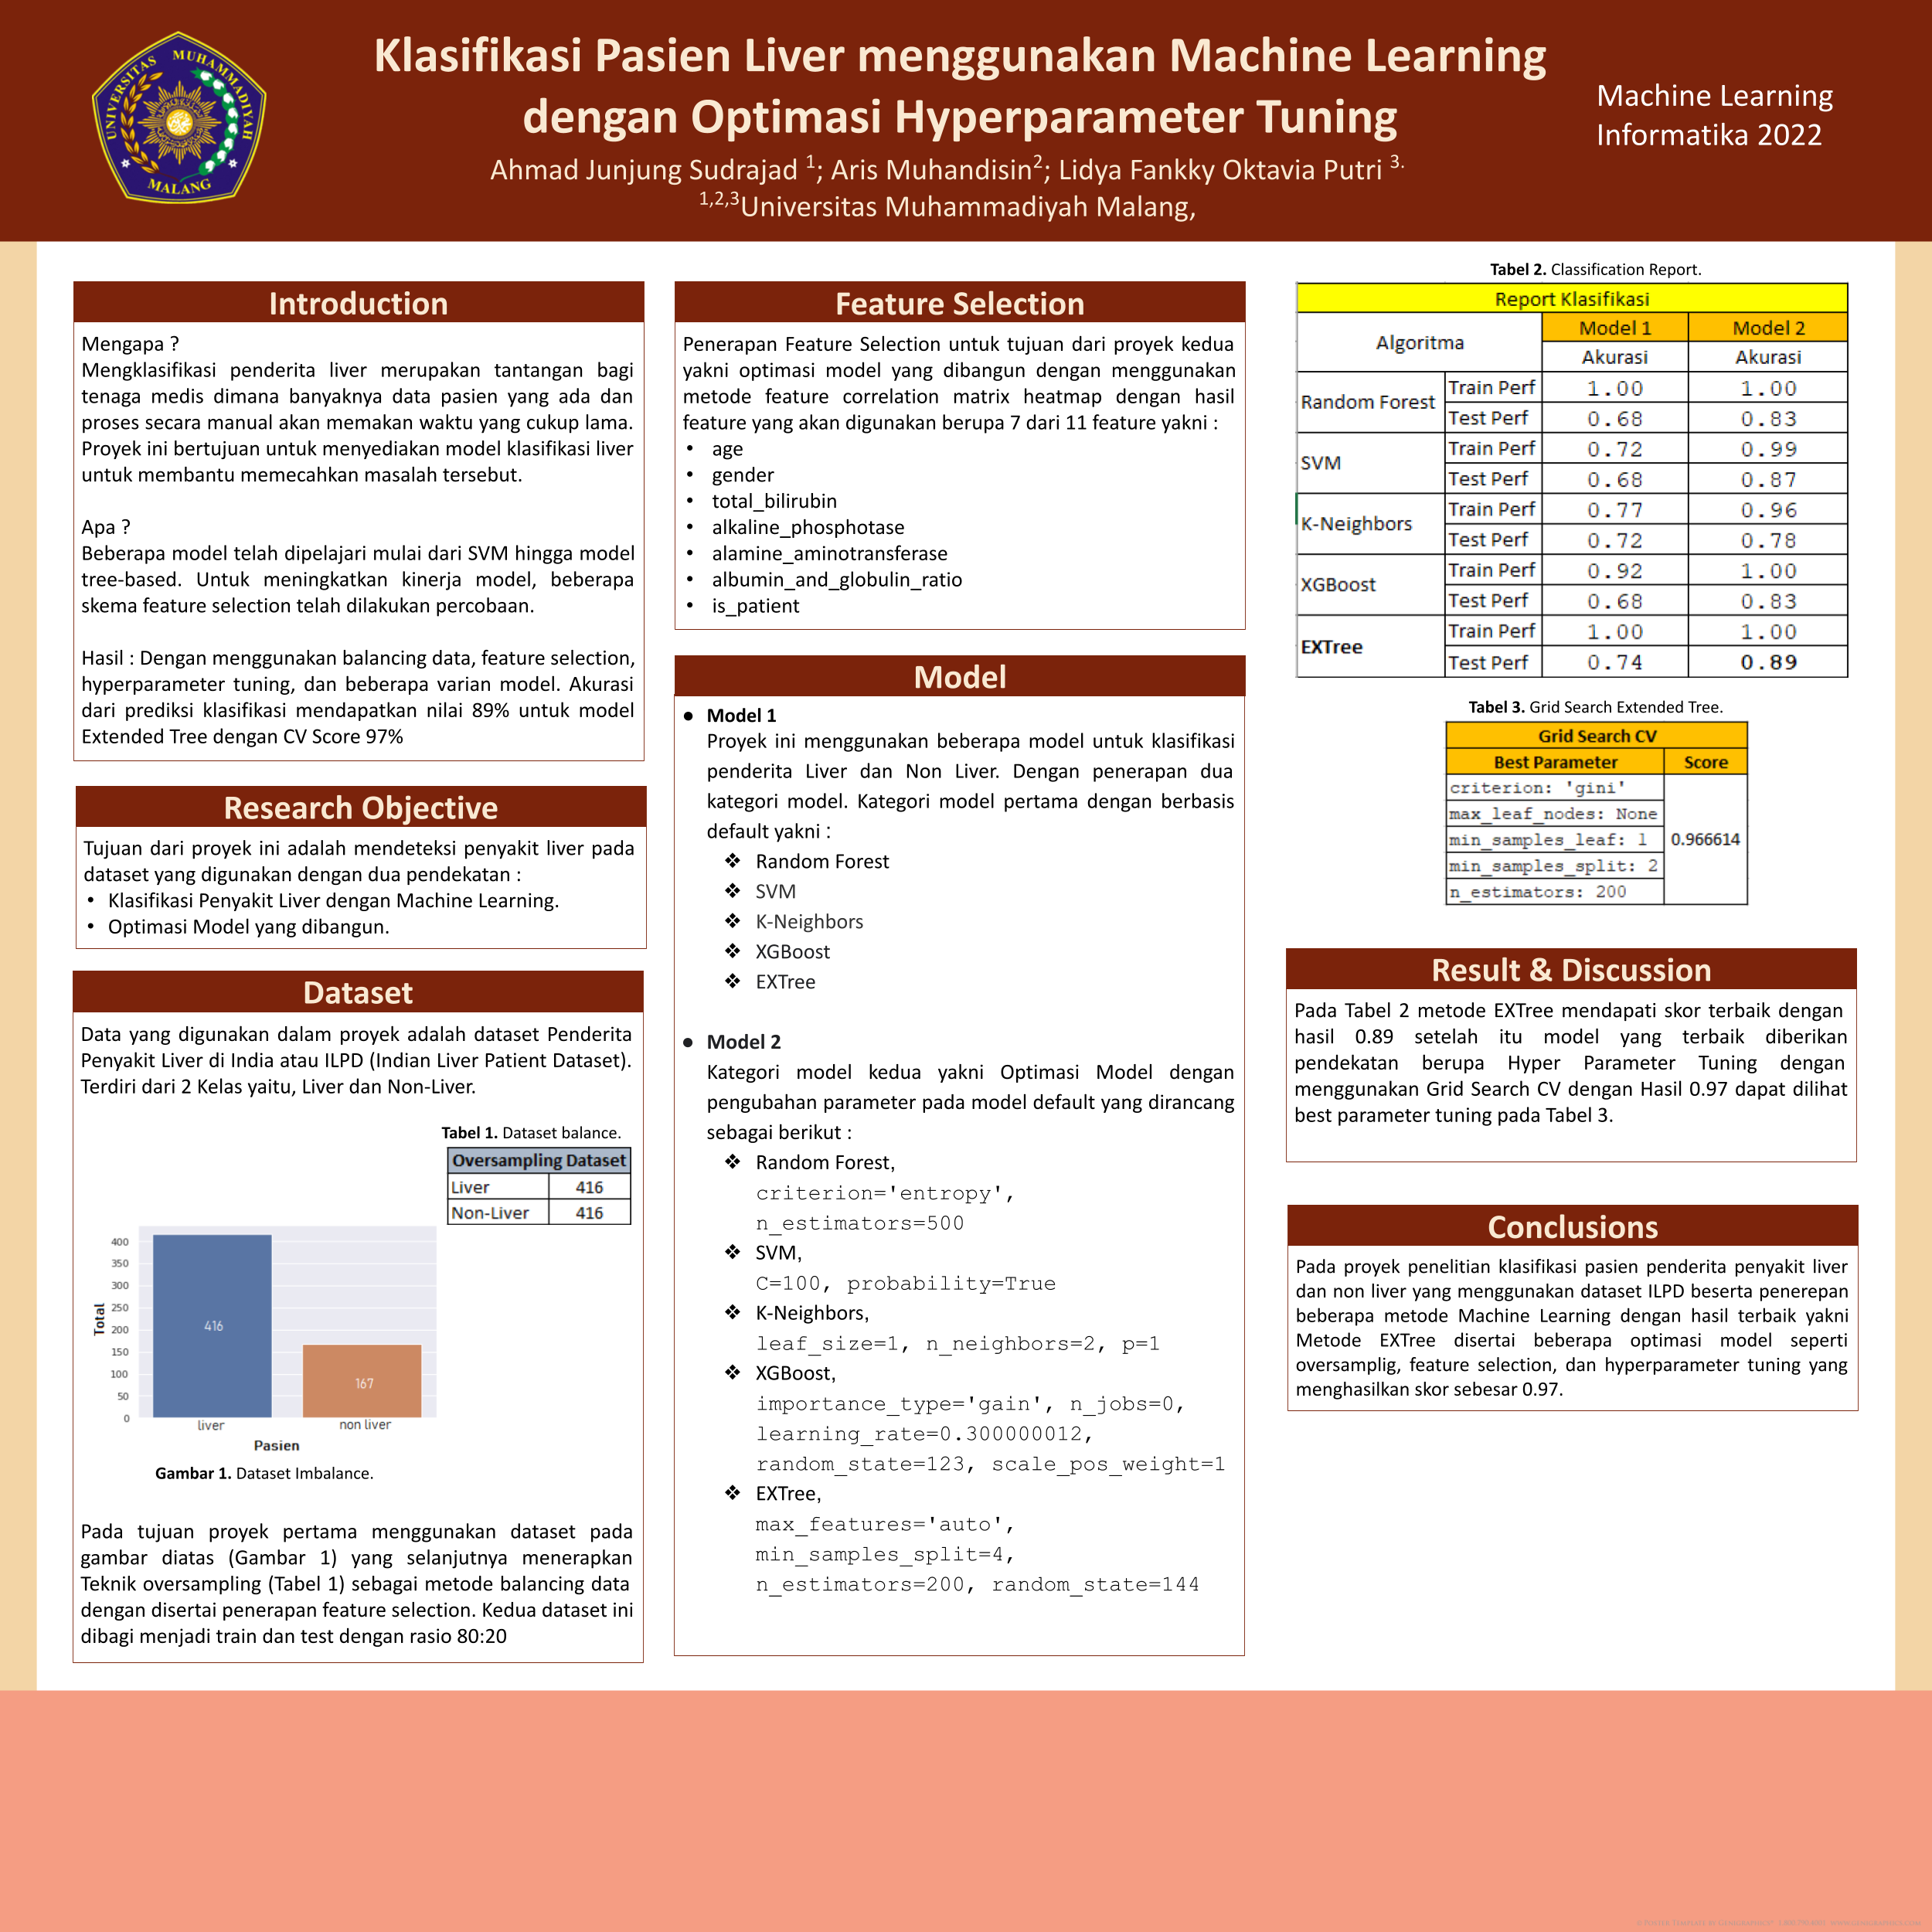 UNIVERSITAS MUHAMMADIYAH
MALANG
Klasifikasi Pasien Liver menggunakan Machine Learning
dengan Optimasi Hyperparameter Tuning
Ahmad Junjung Sudrajad 1; Aris Muhandisin2; Lidya Fankky Oktavia Putri 3.
1,2,3Universitas Muhammadiyah Malang,
Machine Learning
Informatika 2022
Introduction
Mengapa ?
Mengklasifikasi penderita liver merupakan tantangan bagi
tenaga medis dimana banyaknya data pasien yang ada dan
proses secara manual akan memakan waktu yang cukup lama.
Proyek ini bertujuan untuk menyediakan model klasifikasi liver
untuk membantu memecahkan masalah tersebut.
Apa ?
Beberapa model telah dipelajari mulai dari SVM hingga model
tree-based. Untuk meningkatkan kinerja model, beberapa
skema feature selection telah dilakukan percobaan.
Hasil : Dengan menggunakan balancing data, feature selection,
hyperparameter tuning, dan beberapa varian model. Akurasi
dari prediksi klasifikasi mendapatkan nilai 89% untuk model
Extended Tree dengan CV Score 97%
Research Objective
Tujuan dari proyek ini adalah mendeteksi penyakit liver pada
dataset yang digunakan dengan dua pendekatan :
• Klasifikasi Penyakit Liver dengan Machine Learning.
• Optimasi Model yang dibangun.
Dataset
Data yang digunakan dalam proyek adalah dataset Penderita
Penyakit Liver di India atau ILPD (Indian Liver Patient Dataset).
Terdiri dari 2 Kelas yaitu, Liver dan Non-Liver.
Tabel 1. Dataset balance.
Oversampling Dataset
Liver 416
Non-Liver 416
400
350
300
250
200
150
100
50
0
Total
416
167
liver non liver
Pasien
Gambar 1. Dataset Imbalance.
Pada tujuan proyek pertama menggunakan dataset pada
gambar diatas (Gambar 1) yang selanjutnya menerapkan
Teknik oversampling (Tabel 1) sebagai metode balancing data
dengan disertai penerapan feature selection. Kedua dataset ini
dibagi menjadi train dan test dengan rasio 80:20
Feature Selection
Penerapan Feature Selection untuk tujuan dari proyek kedua
yakni optimasi model yang dibangun dengan menggunakan
metode feature correlation matrix heatmap dengan hasil
feature yang akan digunakan berupa 7 dari 11 feature yakni :
• age
• gender
• total_bilirubin
• alkaline_phosphotase
• alamine_aminotransferase
• albumin_and_globulin_ratio
• is_patient
Model
● Model 1
Proyek ini menggunakan beberapa model untuk klasifikasi
penderita Liver dan Non Liver. Dengan penerapan dua
kategori model. Kategori model pertama dengan berbasis
default yakni :
❖ Random Forest
❖ SVM
❖ K-Neighbors
❖ XGBoost
❖ EXTree
● Model 2
Kategori model kedua yakni Optimasi Model dengan
pengubahan parameter pada model default yang dirancang
sebagai berikut :
❖ Random Forest,
criterion='entropy',
n_estimators=500
❖ SVM,
C=100, probability=True
❖ K-Neighbors,
leaf_size=1, n_neighbors=2, p=1
❖ XGBoost,
importance_type='gain', n_jobs=0,
learning_rate=0.300000012,
random_state=123, scale_pos_weight=1
❖ EXTree,
max_features='auto',
min_samples_split=4,
n_estimators=200, random_state=144
Tabel 2. Classification Report.
Report Klasifikasi
Algoritma Model 1 Model 2
Akurasi Akurasi
Random Forest Train Perf 1.00 1.00
Test Perf 0.68 0.83
SVM Train Perf 0.72 0.99
Test Perf 0.68 0.87
K-Neighbors Train Perf 0.77 0.96
Test Perf 0.72 0.78
XGBoost Train Perf 0.92 1.00
Test Perf 0.68 0.83
EXTree Train Perf 1.00 1.00
Test Perf 0.74 0.89
Tabel 3. Grid Search Extended Tree.
Grid Search CV
Best Parameter Score
criterion: 'gini'
max_leaf_nodes: None
min_samples_leaf: 1 0.966614
min_samples_split: 2
n_estimators: 200
Result & Discussion
Pada Tabel 2 metode EXTree mendapati skor terbaik dengan
hasil 0.89 setelah itu model yang terbaik diberikan
pendekatan berupa Hyper Parameter Tuning dengan
menggunakan Grid Search CV dengan Hasil 0.97 dapat dilihat
best parameter tuning pada Tabel 3.
Conclusions
Pada proyek penelitian klasifikasi pasien penderita penyakit liver
dan non liver yang menggunakan dataset ILPD beserta penerepan
beberapa metode Machine Learning dengan hasil terbaik yakni
Metode EXTree disertai beberapa optimasi model seperti
oversamplig, feature selection, dan hyperparameter tuning yang
menghasilkan skor sebesar 0.97.